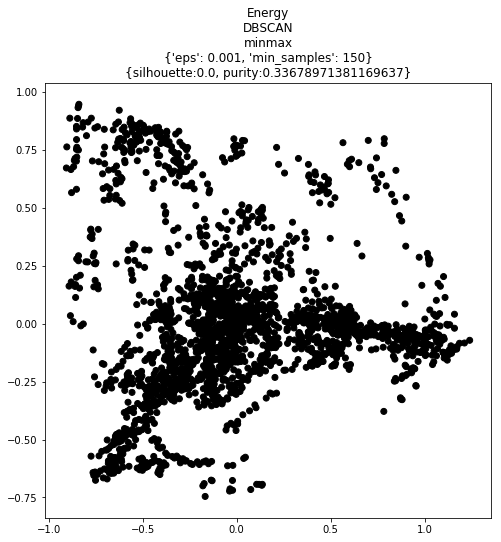 Energy
DBSCAN
minmax
{'eps': 0.001, 'min_samples': 150}
{silhouette:0.0, purity:0.33678971381169637}
1.00
0.75
0.50
0.25
0.00
−0.25
−0.50
−0.75
−1.0
−0.5
0.0
0.5
1.0